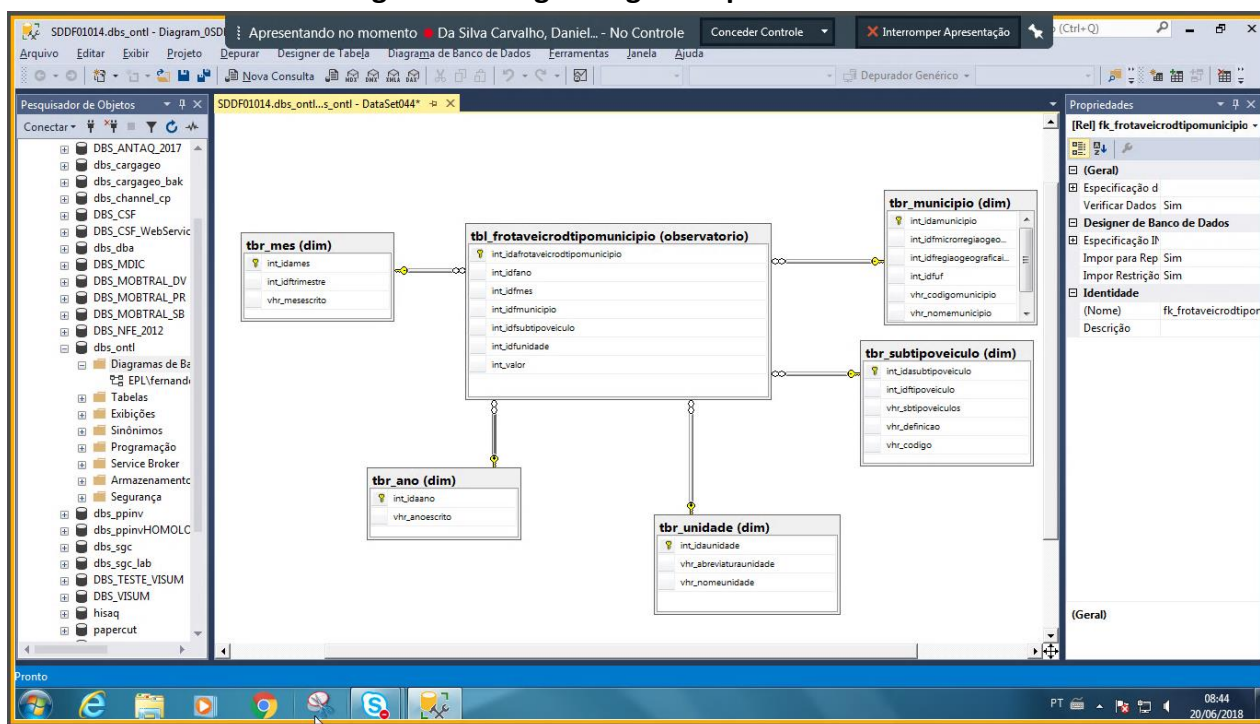 SDDF01014.dbs_ontl - Diagram_0SD
Apresentando no momento Da Silva Carvalho, Daniel... - No Controle
Conceder Controle
Interromper Apresentação
(Ctrl+Q)
Arquivo Editar Exibir Projeto Depurar Designer de Tabela Diagrama de Banco de Dados Ferramentas Janela Ajuda
Nova Consulta
Depurador Genérico
Pesquisador de Objetos
Conectar
DBS_ANTAQ_2017
dbs_cargageo
dbs_cargageo_bak
dbs_channel_cp
DBS_CSF
DBS_CSF_WebServic
dbs_dba
DBS_MDIC
DBS_MOBTRAL_DV
DBS_MOBTRAL_PR
DBS_MOBTRAL_SB
DBS_NFE_2012
dbs_ontl
Diagramas de Ba
EPL\fernand
Tabelas
Exibições
Sinônimos
Programação
Service Broker
Armazenamento
Segurança
dbs_ppinv
dbs_ppinvHOMOLO
dbs_sgc
dbs_sgc_lab
DBS_TESTE_VISUM
DBS_VISUM
hisaq
papercut
SDDF01014.dbs_ontl...s_ontl - DataSet044*
tbr_mes (dim)
int_idames
int_idftrimestre
vhr_mesescrito
tbl_frotaveicrodtipomunicipio (observatorio)
int_idafrotaveicrodtipomunicipio
int_idfano
int_idfmes
int_idfmunicipio
int_idfsubtipoveiculo
int_idfunidade
int_valor
tbr_municipio (dim)
int_idamunicipio
int_idfmicrorregiaogeo...
int_idfregiaogeograficai...
int_idfuf
vhr_codigomunicipio
vhr_nomemunicipio
tbr_subtipoveiculo (dim)
int_idasubtipoveiculo
int_idftipoveiculo
vhr_sbtipoveiculos
vhr_definicao
vhr_codigo
tbr_ano (dim)
int_idaano
vhr_anoescrito
tbr_unidade (dim)
int_idaunidade
vhr_abreviaturaunidade
vhr_nomeunidade
Propriedades
[Rel] fk_frotaveicrodtipomunicipio
(Geral)
Especificação d
Verificar Dados Sim
Designer de Banco de Dados
Especificação IN
Impor para Rep Sim
Impor Restrição Sim
Identidade
(Nome) fk_frotaveicrodtipor
Descrição
(Geral)
Pronto
PT
08:44
20/06/2018